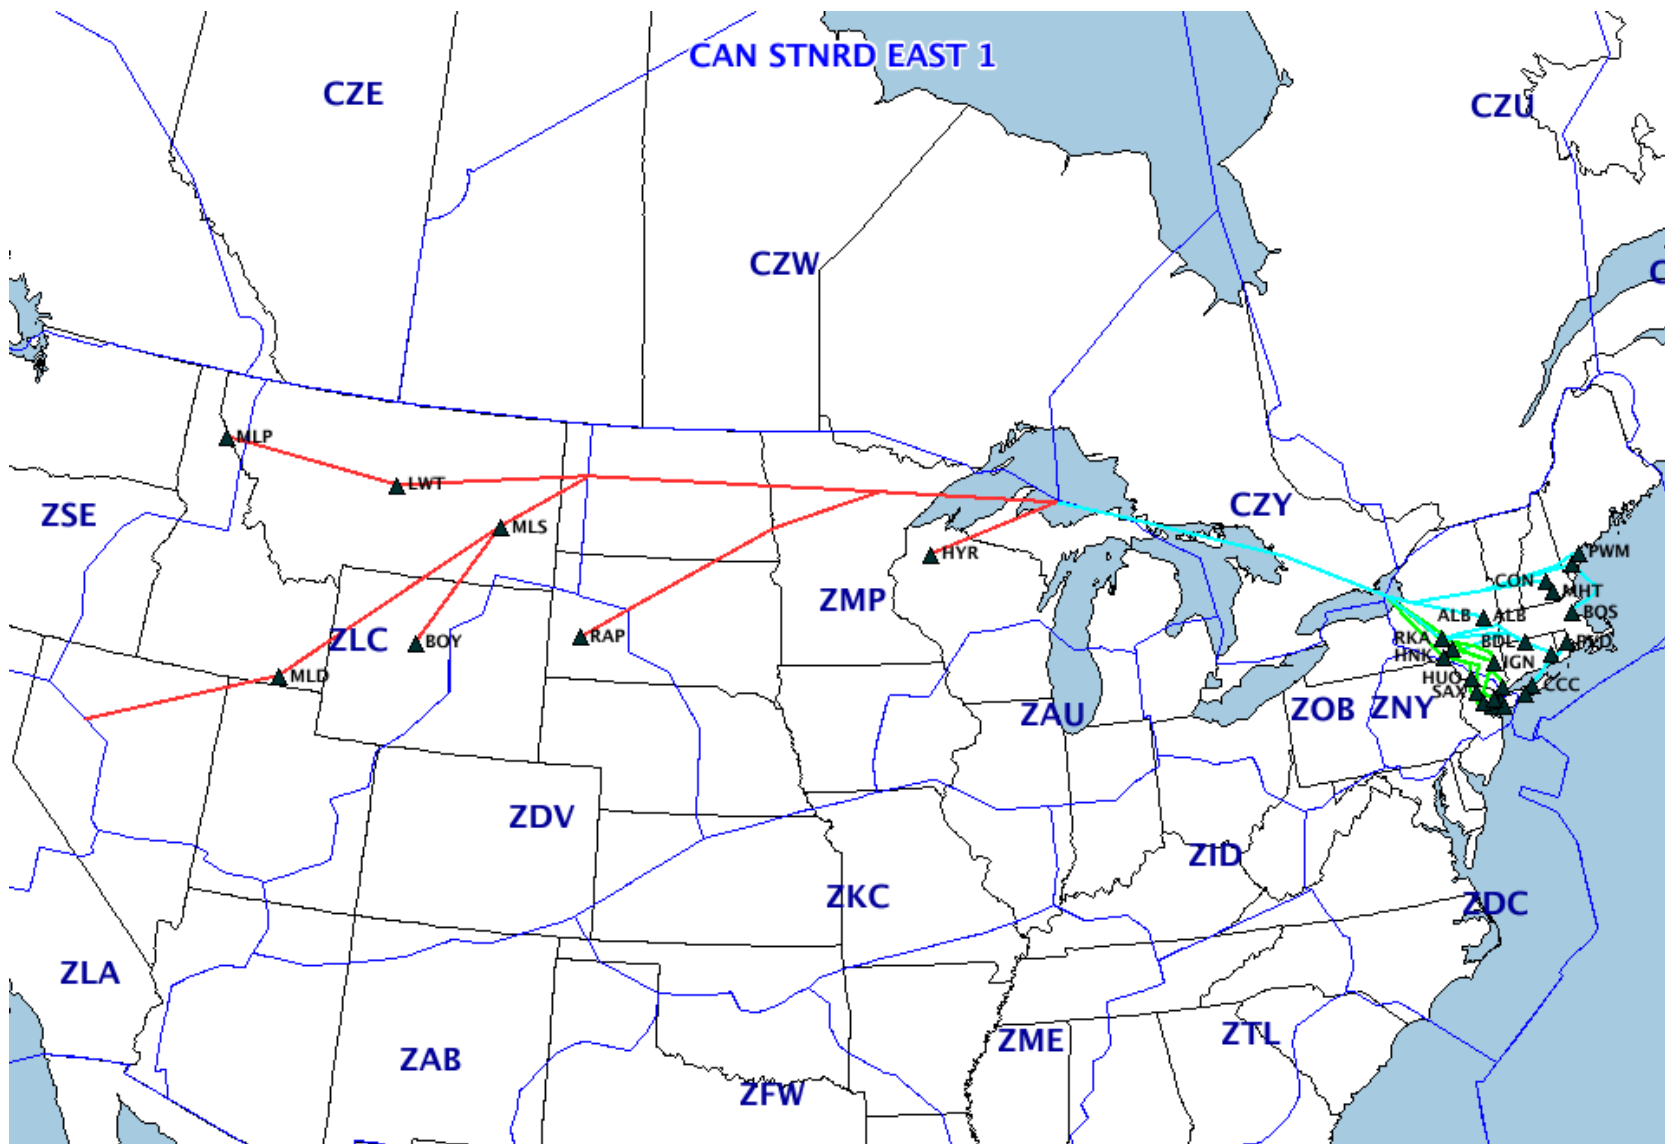 CAN STNRD EAST 1
CZE
CZU
CZW
C
MLP
LWT
ZSE
MLS
CZY
HYR
PWM
CON
MHT
ZMP
ALB
ALB
BOS
ZLC
BOY
RAP
RKA
BDL
PVD
HNK
IGN
MLD
HUO
SAX
CCC
ZAU
ZOB
ZNY
ZDV
ZID
ZKC
ZDC
ZLA
ZME
ZTL
ZAB
ZFW